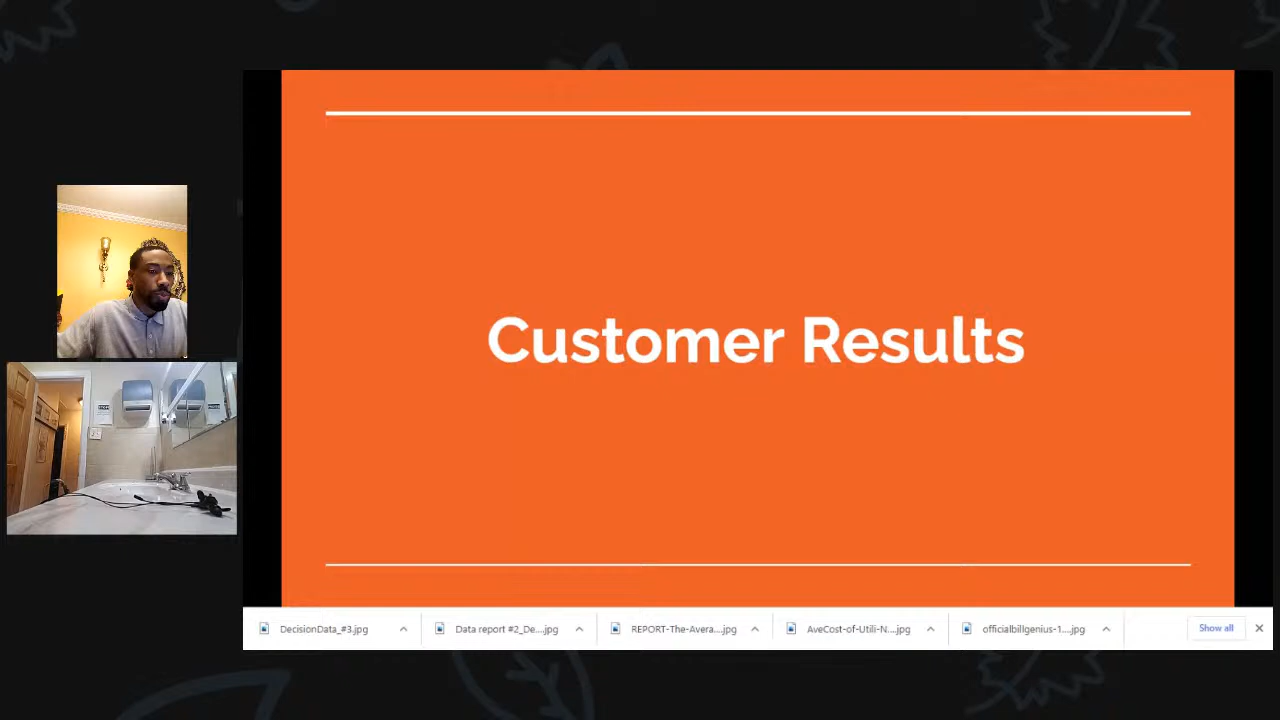 Customer Results
DecisionData_#3.jpg
Data report #2_De....jpg
REPORT-The-Avera....jpg
AveCost-of-Utili-N....jpg
officialbillgenius-1....jpg
Show all